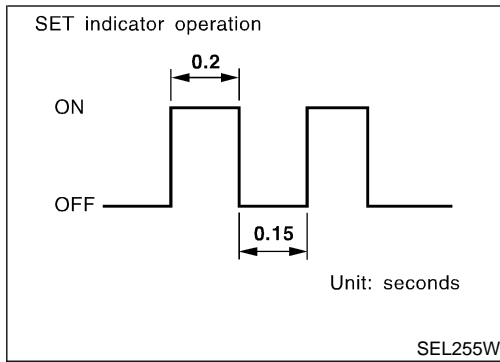 SET indicator operation
0.2
ON
OFF
0.15
Unit: seconds
SEL255W